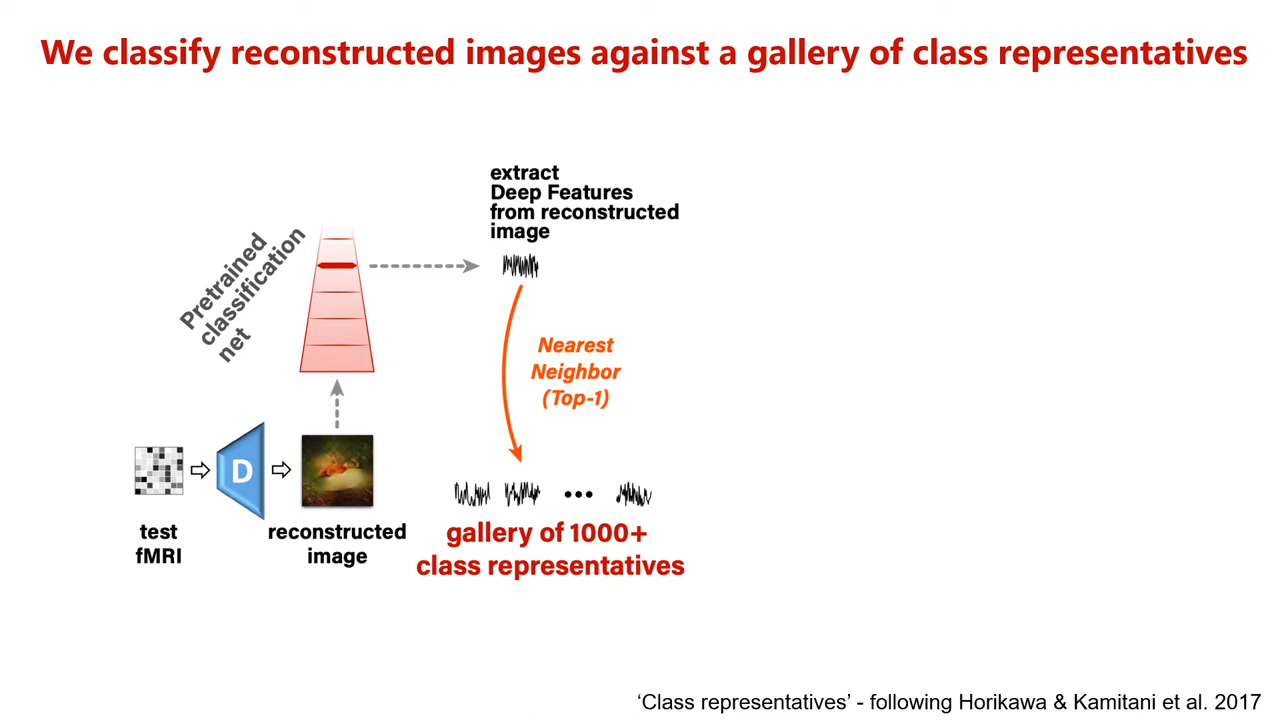 We classify reconstructed images against a gallery of class representatives
extract
Deep Features
from reconstructed
image
Pretrained
classification
net
Nearest
Neighbor
(Top-1)
D
test
fMRI
reconstructed
image
•••
gallery of 1000+
class representatives
‘Class representatives’ - following Horikawa & Kamitani et al. 2017